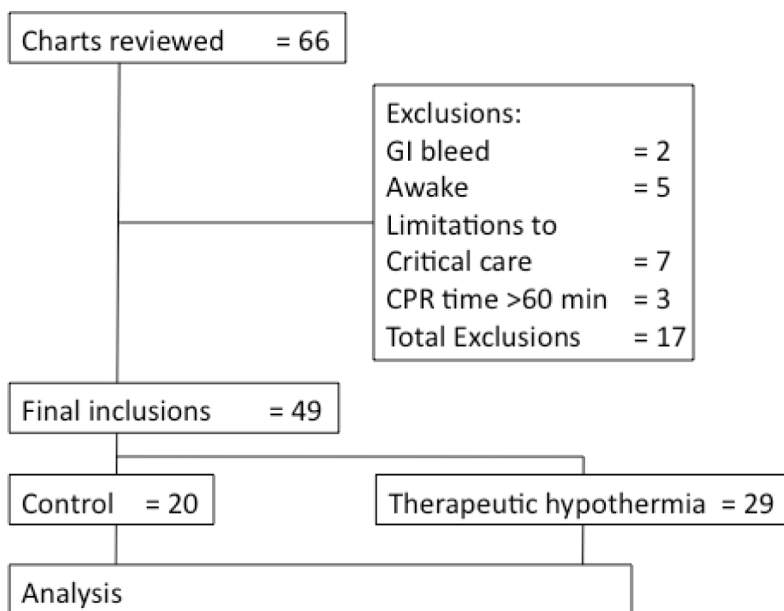 Charts reviewed = 66
Exclusions:
GI bleed = 2
Awake = 5
Limitations to
Critical care = 7
CPR time >60 min = 3
Total Exclusions = 17
Final inclusions = 49
Control = 20
Therapeutic hypothermia = 29
Analysis